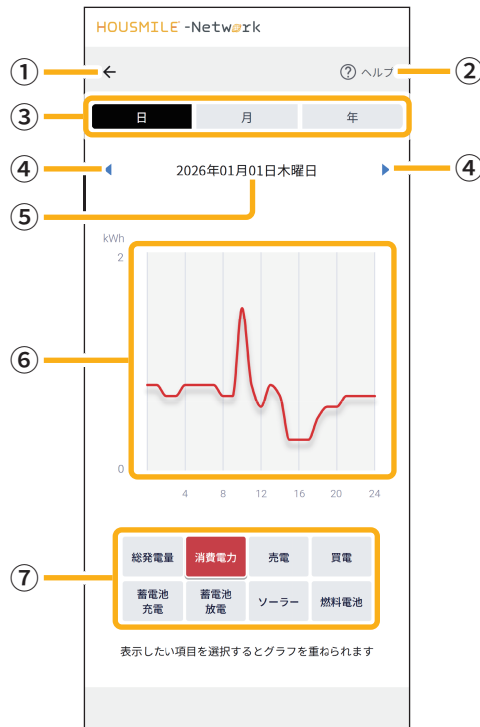 HOUSMILE-Network
① ← ヘルプ ②
③ 日 月 年
④ 2026年01月01日木曜日 ④
⑤
kWh
2
⑥
0
4 8 12 16 20 24
⑦
総発電量 消費電力 売電 買電
蓄電池 蓄電池 ソーラー 燃料電池
充電 放電
表示したい項目を選択するとグラフを重ねられます